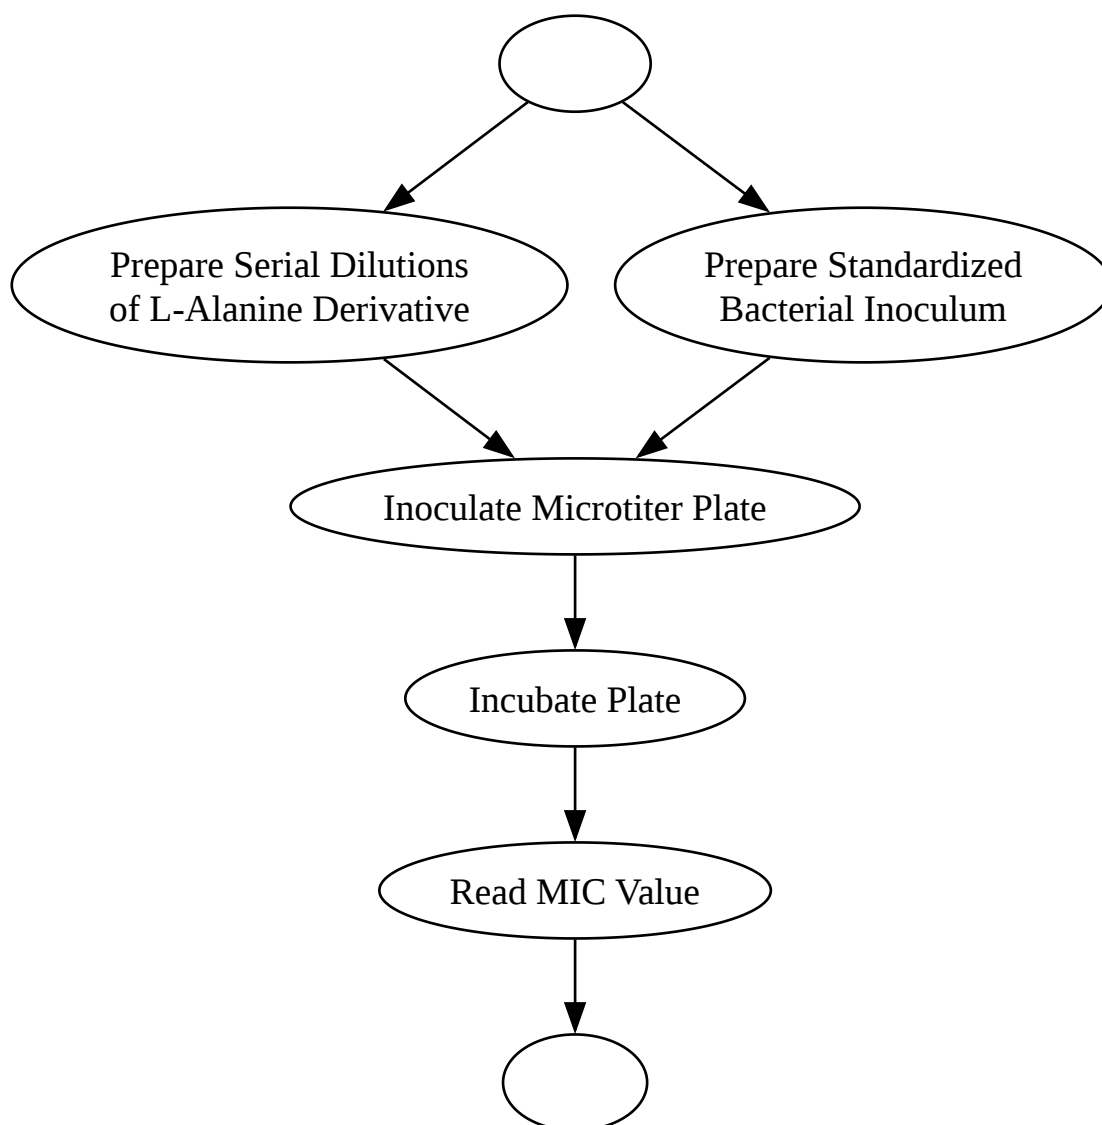 Prepare Serial Dilutions
of L-Alanine Derivative
Prepare Standardized
Bacterial Inoculum
Inoculate Microtiter Plate
Incubate Plate
Read MIC Value